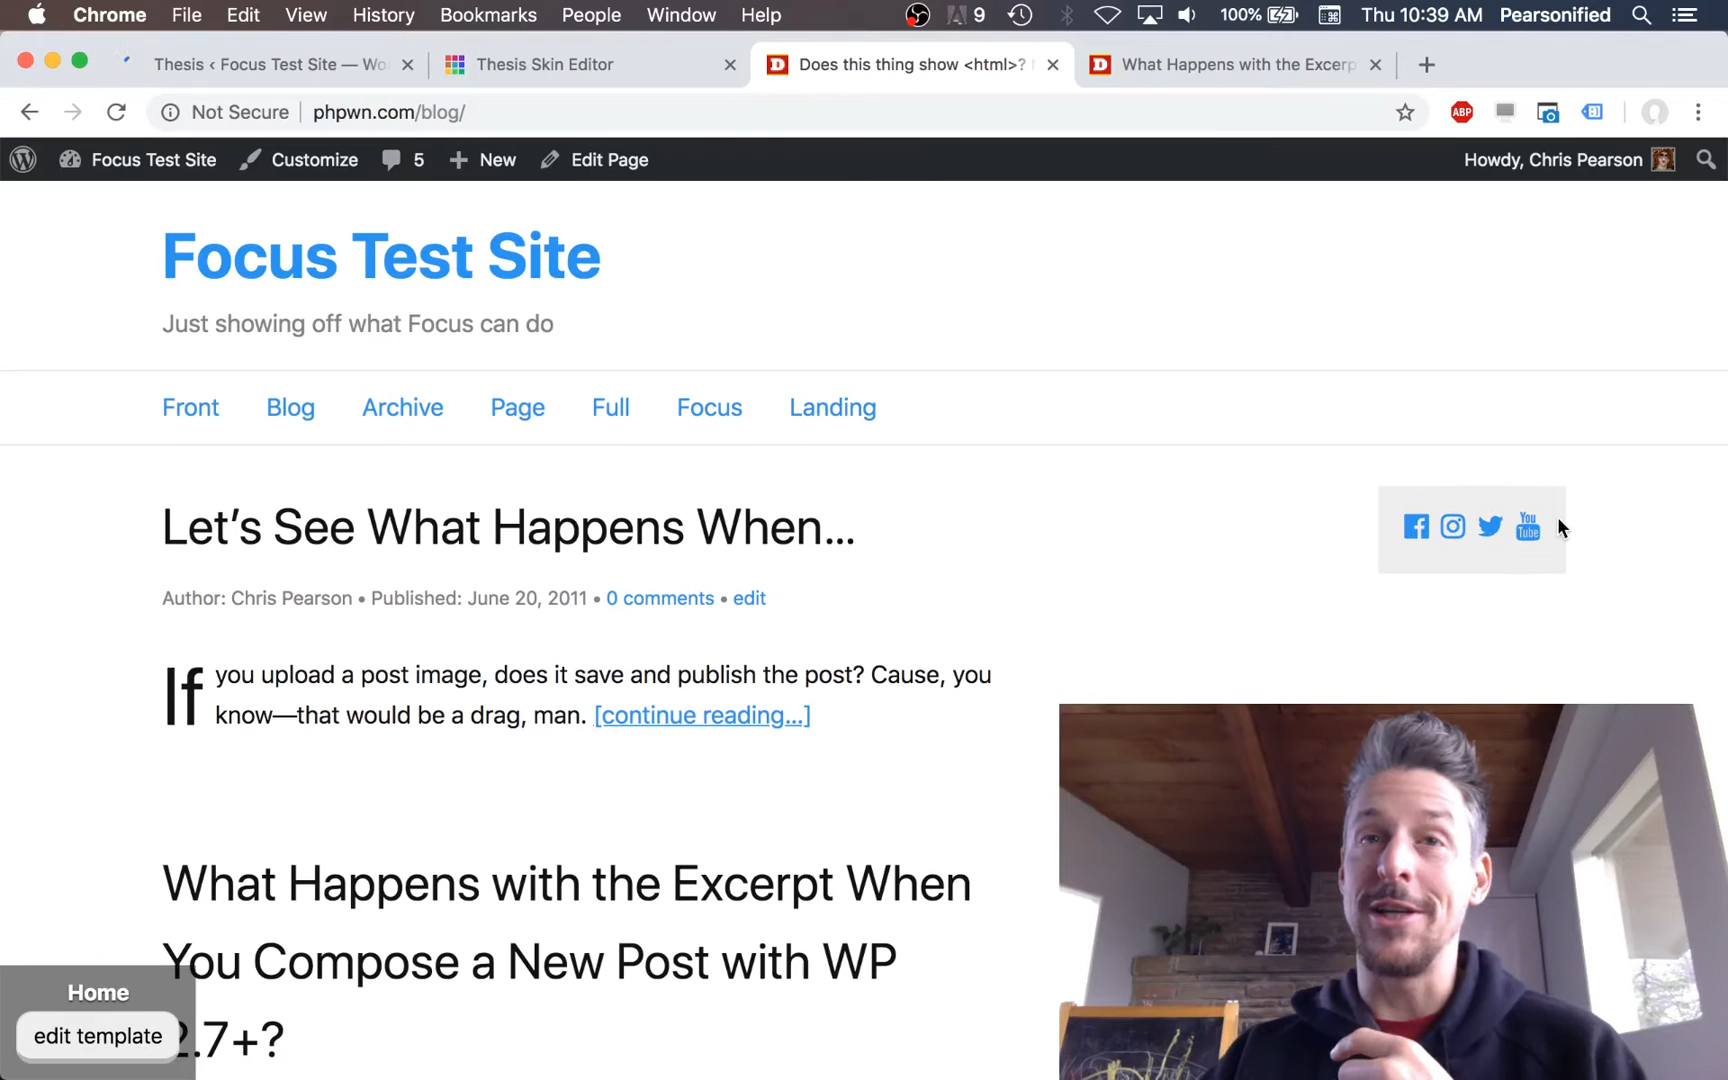 Chrome File Edit View History Bookmarks People Window Help 9 100% Thu 10:39 AM Pearsonified
Thesis ‹ Focus Test Site — Wo Thesis Skin Editor Does this thing show <html>? What Happens with the Excerp
Not Secure phpwn.com/blog/ ABP
Focus Test Site Customize 5 New Edit Page Howdy, Chris Pearson
Focus Test Site
Just showing off what Focus can do
Front Blog Archive Page Full Focus Landing
Let’s See What Happens When…
You
Tube
Author: Chris Pearson • Published: June 20, 2011 • 0 comments • edit
If you upload a post image, does it save and publish the post? Cause, you
know—that would be a drag, man. [continue reading...]
What Happens with the Excerpt When
You Compose a New Post with WP
2.7+?
Home
edit template